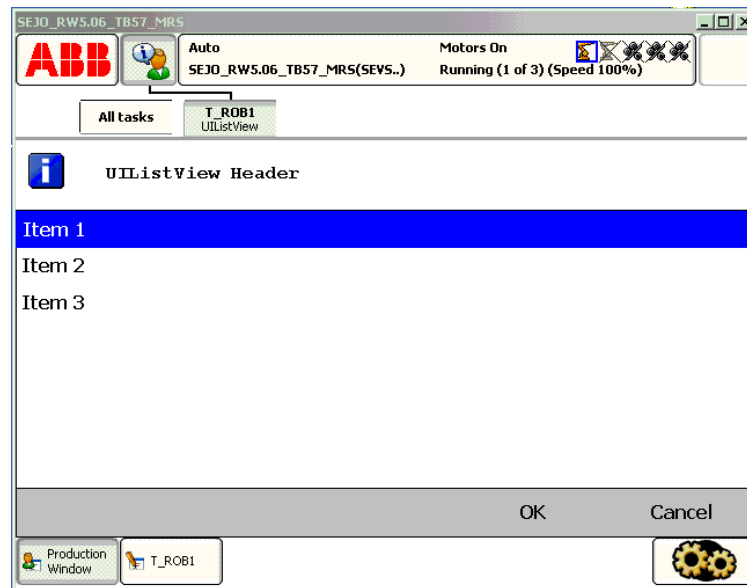 SEJO_RW5.06_TB57_MRS
ABB
Auto
SEJO_RW5.06_TB57_MRS(SEVS..)
Motors On
Running (1 of 3) (Speed 100%)
All tasks
T_ROB1
UIListView
UIListView Header
Item 1
Item 2
Item 3
OK
Cancel
Production
Window
T_ROB1